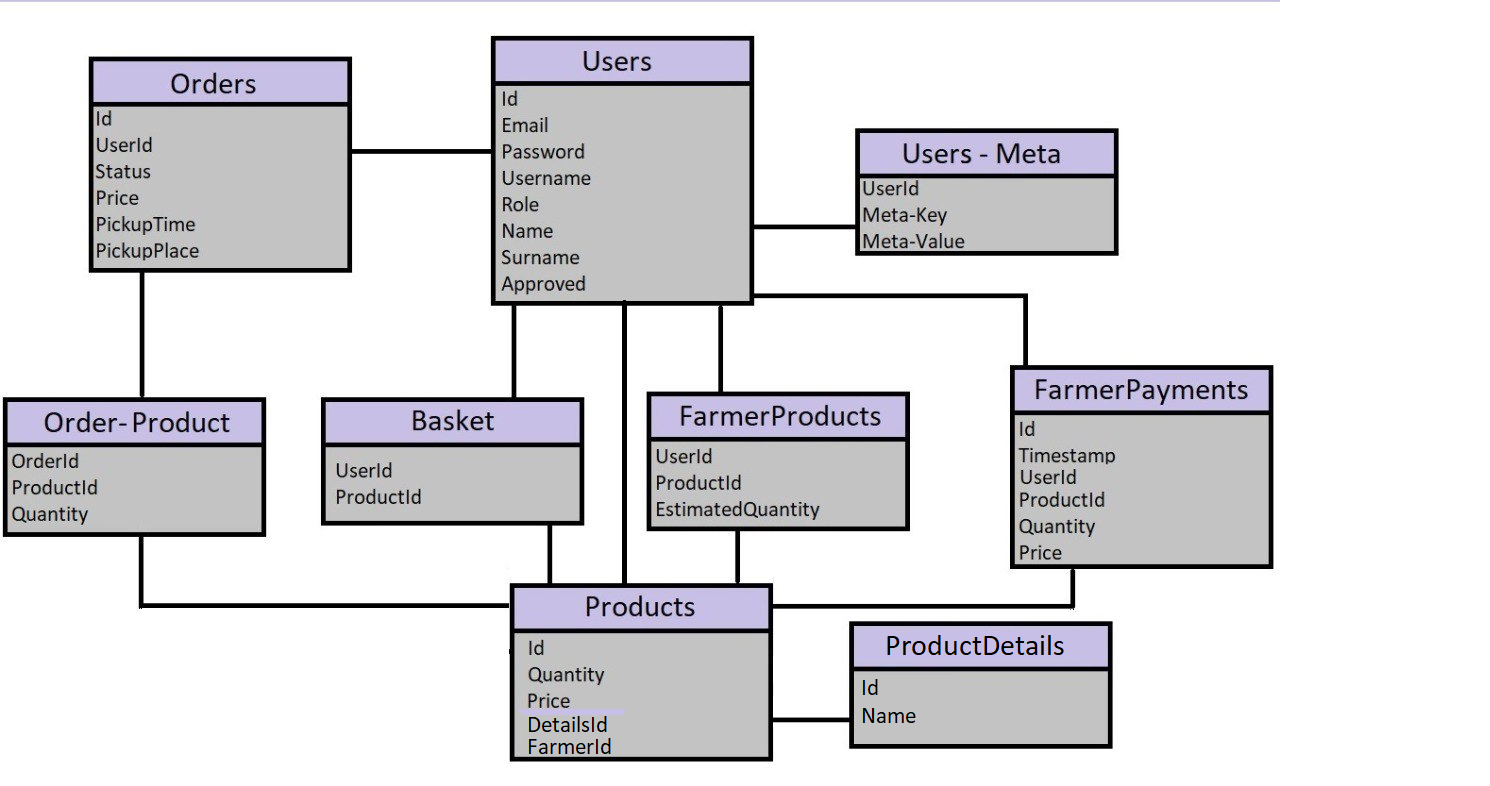 Orders
Id
UserId
Status
Price
PickupTime
PickupPlace
Users
Id
Email
Password
Username
Role
Name
Surname
Approved
Users - Meta
UserId
Meta-Key
Meta-Value
Order-Product
OrderId
ProductId
Quantity
Basket
UserId
ProductId
FarmerProducts
UserId
ProductId
EstimatedQuantity
FarmerPayments
Id
Timestamp
UserId
ProductId
Quantity
Price
Products
Id
Quantity
Price
DetailsId
FarmerId
ProductDetails
Id
Name